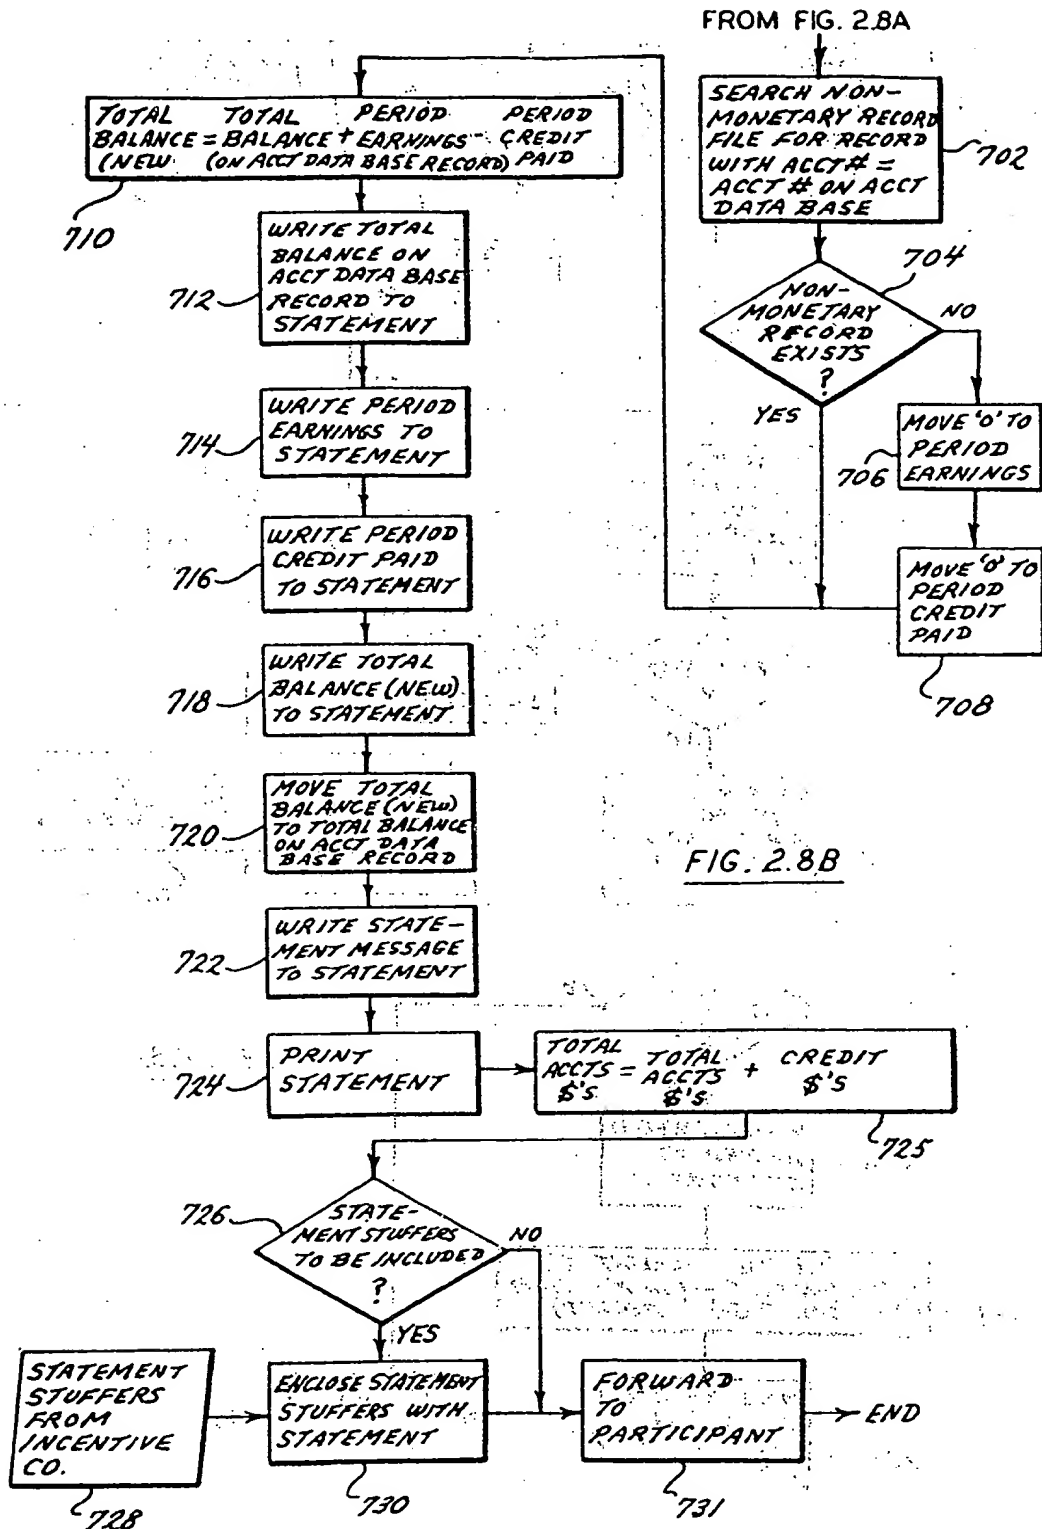 FROM FIG. 2.8A
SEARCH NON-
MONETARY RECORD
FILE FOR RECORD
WITH ACCT# =
ACCT # ON ACCT
DATA BASE
702
704
NON-
MONETARY
RECORD
EXISTS
?
NO
YES
MOVE '0' TO
PERIOD
EARNINGS
706
MOVE '0' TO
PERIOD
CREDIT
PAID
708
TOTAL TOTAL PERIOD PERIOD
BALANCE = BALANCE + EARNINGS - CREDIT
(NEW (ON ACCT DATA BASE RECORD) PAID
710
WRITE TOTAL
BALANCE ON
ACCT DATA BASE
RECORD TO
STATEMENT
712
WRITE PERIOD
EARNINGS TO
STATEMENT
714
WRITE PERIOD
CREDIT PAID
TO STATEMENT
716
WRITE TOTAL
BALANCE (NEW)
TO STATEMENT
718
MOVE TOTAL
BALANCE (NEW)
TO TOTAL BALANCE
ON ACCT DATA
BASE RECORD
720
FIG. 2.8B
WRITE STATE-
MENT MESSAGE
TO STATEMENT
722
PRINT
STATEMENT
724
TOTAL TOTAL CREDIT
ACCTS = ACCTS + $'S
$'S $'S
725
726
STATE-
MENT STUFFERS
TO BE INCLUDED
?
NO
YES
STATEMENT
STUFFERS
FROM
INCENTIVE
CO.
728
ENCLOSE STATEMENT
STUFFERS WITH
STATEMENT
730
FORWARD
TO
PARTICIPANT
731
END